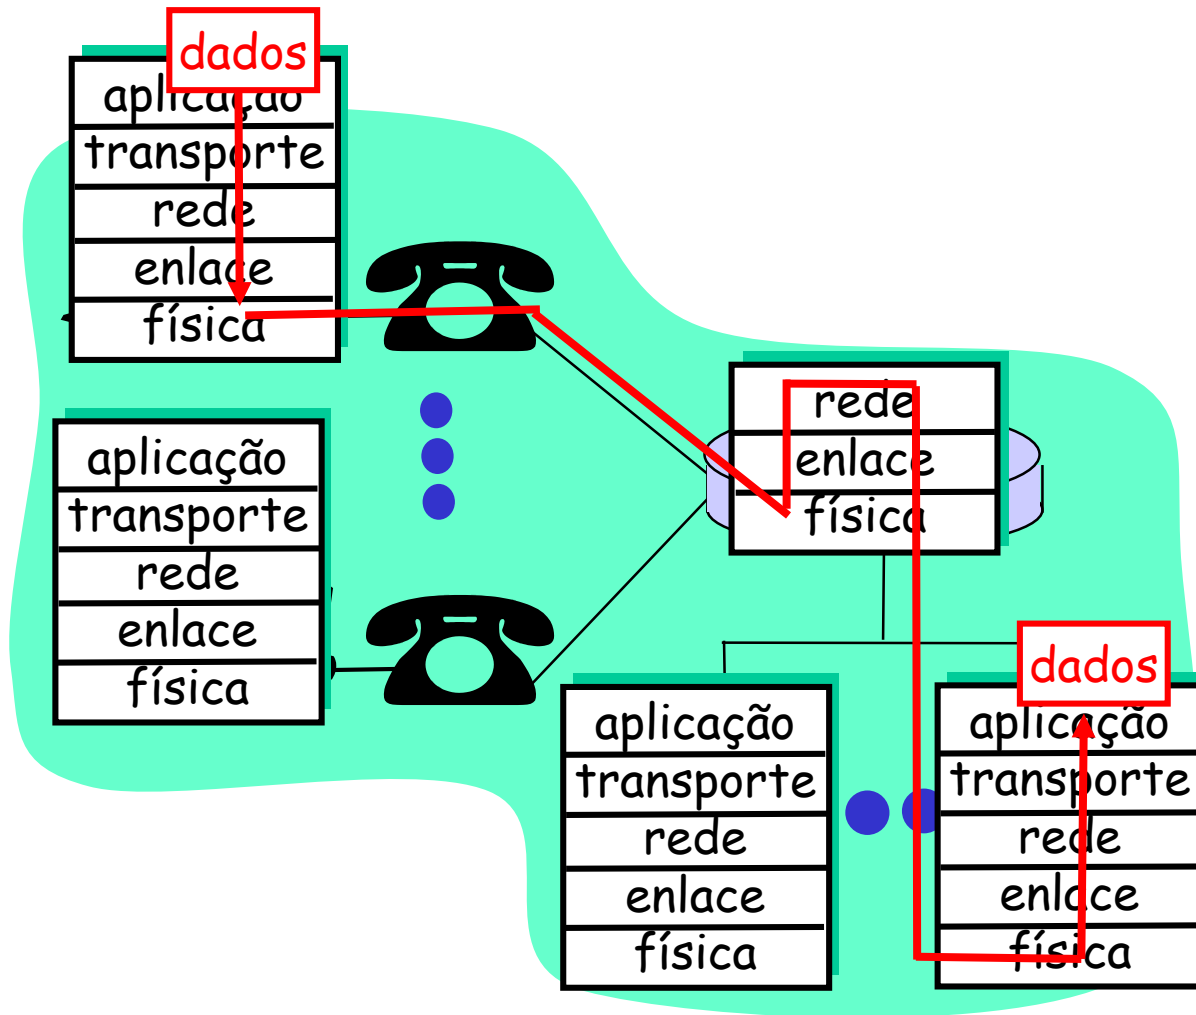 dados
aplicação
transporte
rede
enlace
física
aplicação
transporte
rede
enlace
física
rede
enlace
física
aplicação
transporte
rede
enlace
física
dados
aplicação
transporte
rede
enlace
física